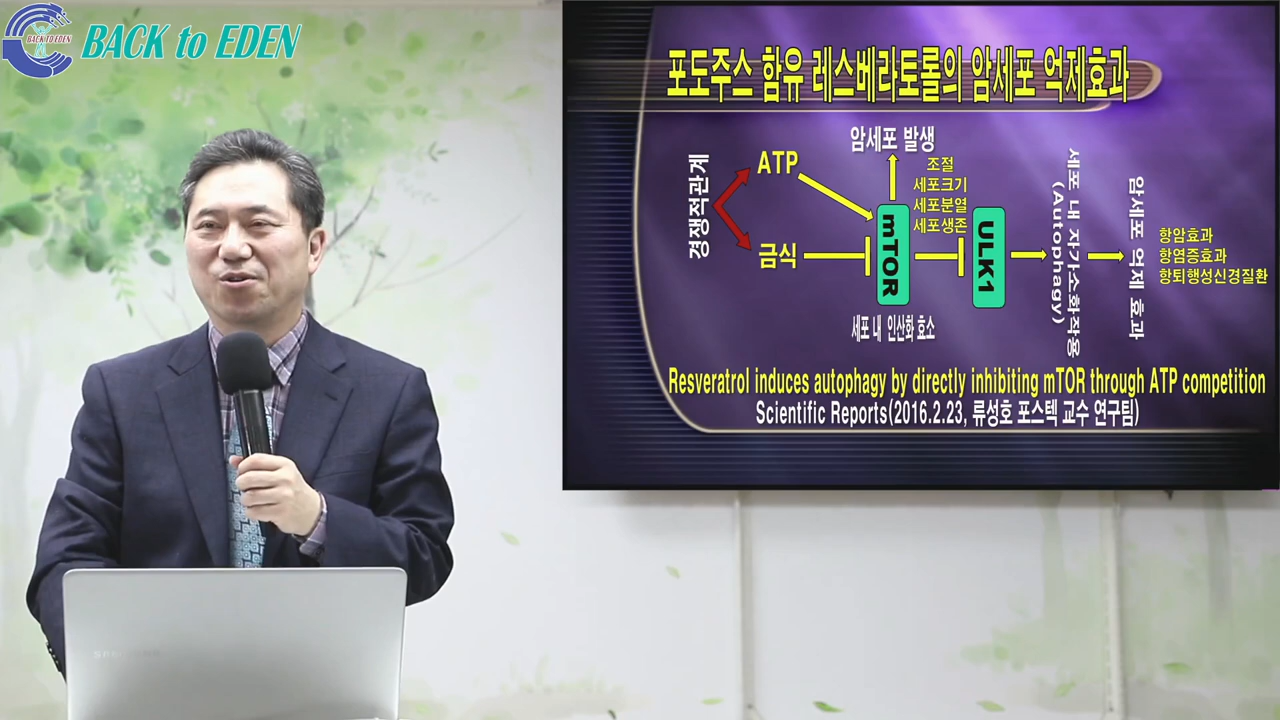 BACK TO EDEN
BACK to EDEN
포도주스 함유 레스베라토롤의 암세포 억제효과
경쟁적관계
ATP
금식
암세포 발생
조절
세포크기
세포분열
세포생존
mTOR
세포 내 인산화 효소
ULK1
세포 내 자가소화작용
(Autophagy)
암세포 억제 효과
항암효과
항염증효과
항퇴행성신경질환
Resveratrol induces autophagy by directly inhibiting mTOR through ATP competition
Scientific Reports(2016.2.23, 류성호 포스텍 교수 연구팀)
SAMSUNG